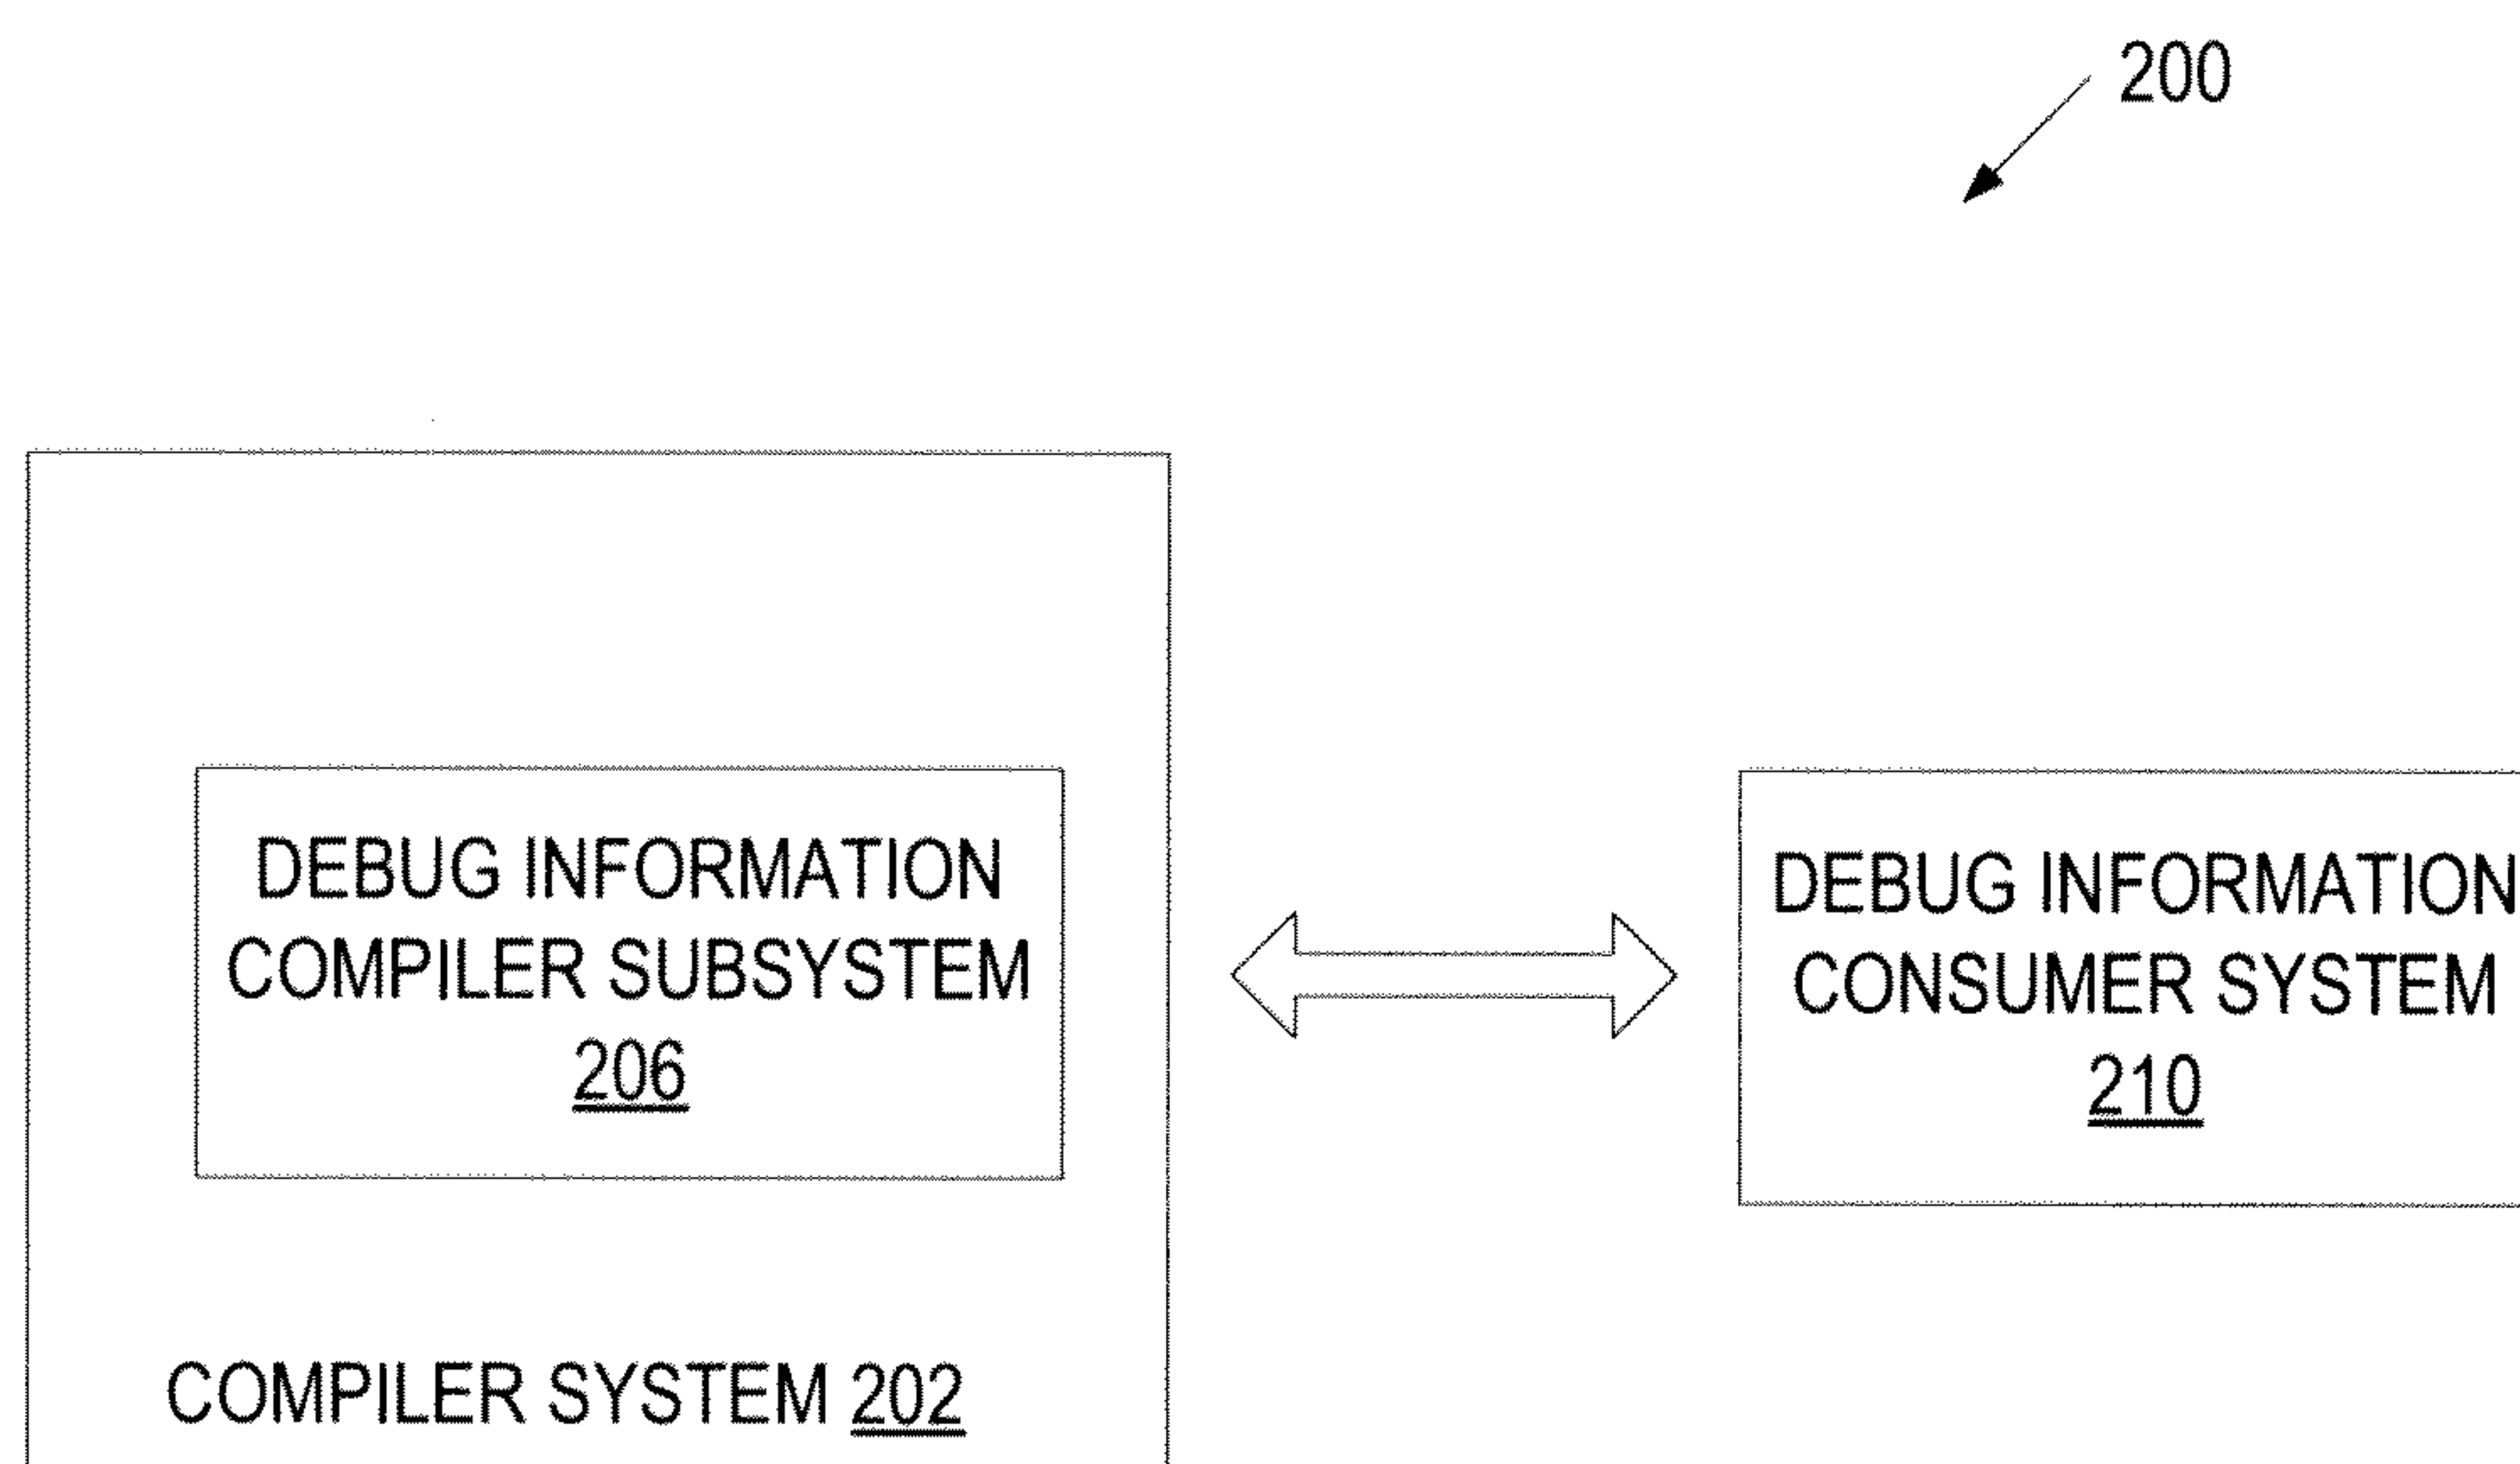 200
DEBUG INFORMATION
COMPILER SUBSYSTEM
206
DEBUG INFORMATION
CONSUMER SYSTEM
210
COMPILER SYSTEM 202